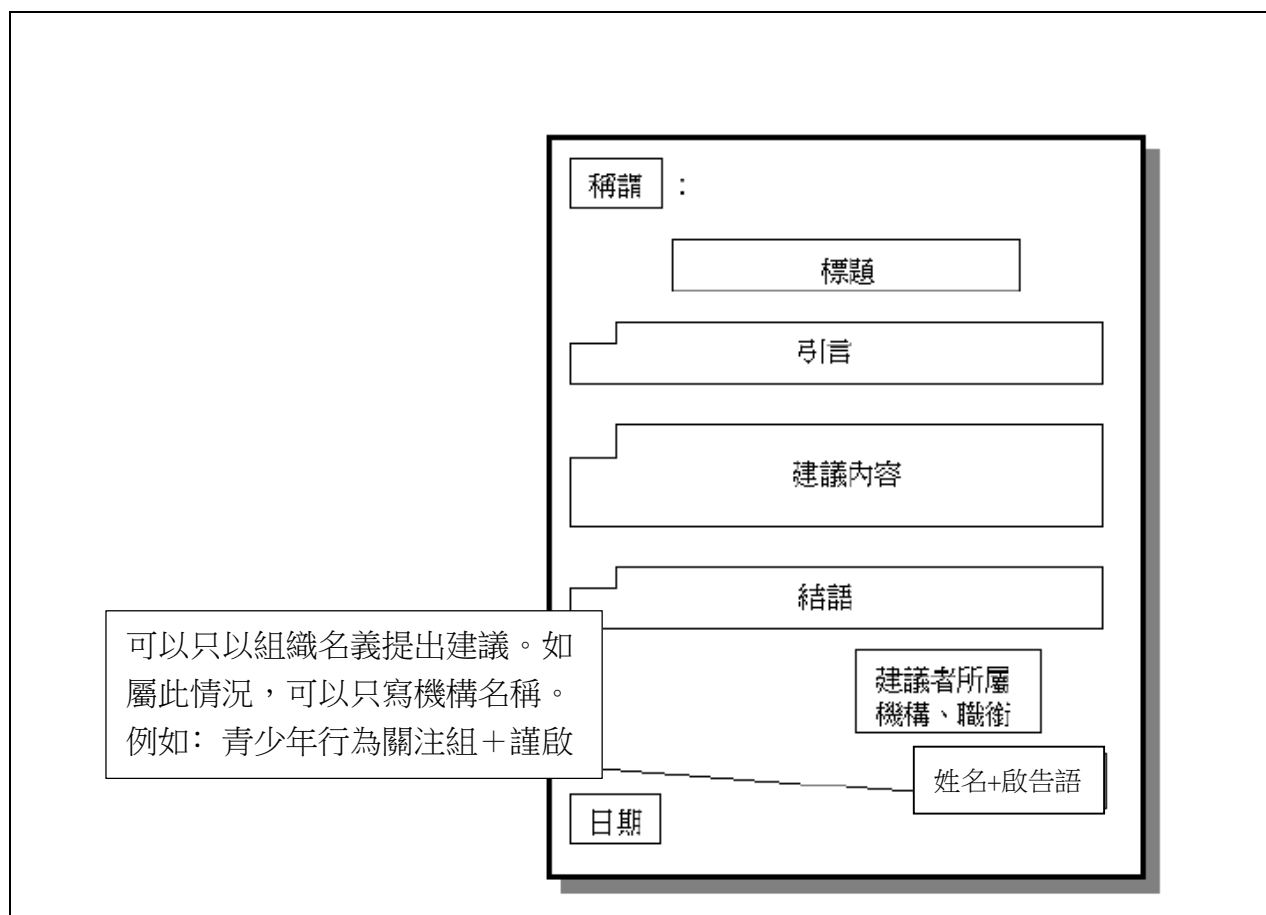 稱謂：
標題
引言
建議內容
結語
可以只以組織名義提出建議。如
屬此情況，可以只寫機構名稱。
例如：青少年行為關注組＋謹啟
建議者所屬
機構、職銜
姓名+啟告語
日期